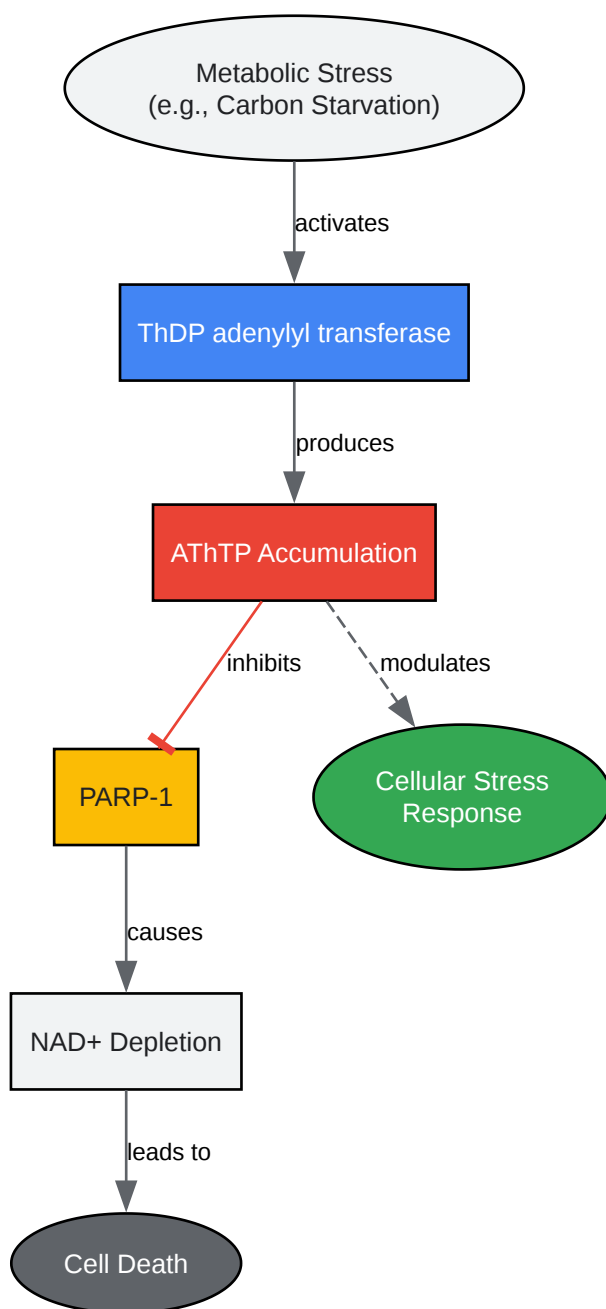 Metabolic Stress
(e.g., Carbon Starvation)
activates
ThDP adenylyl transferase
produces
AThTP Accumulation
inhibits
modulates
PARP-1
Cellular Stress
Response
causes
NAD+ Depletion
leads to
Cell Death